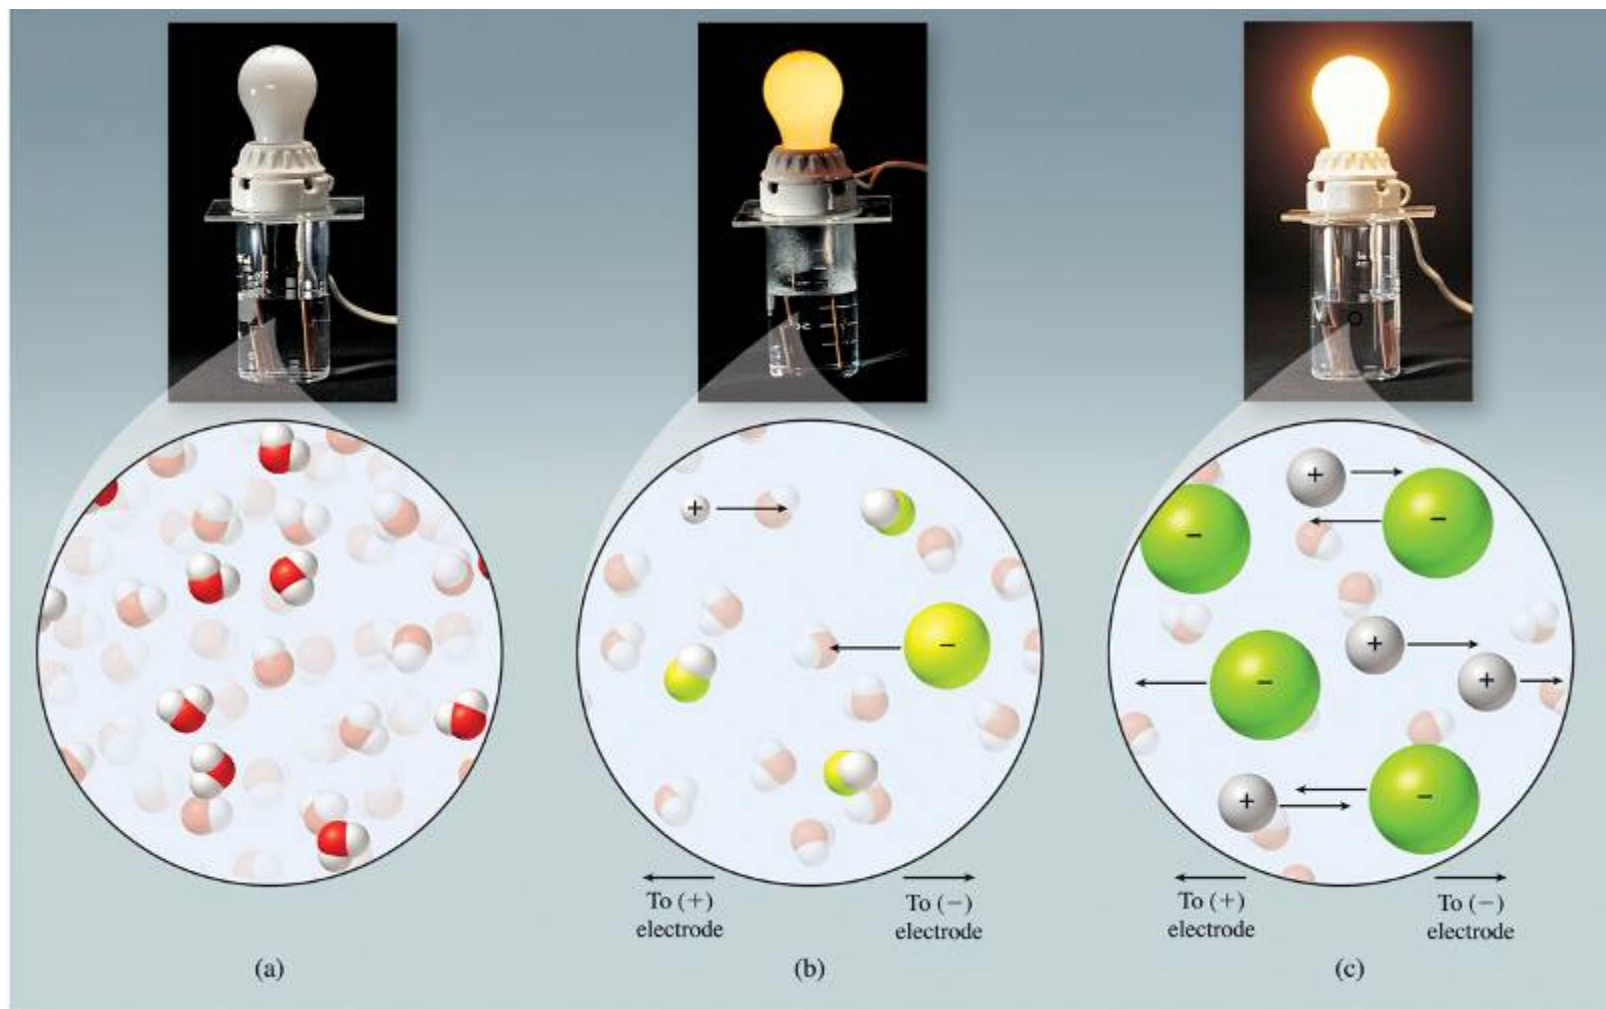 +
−
−
−
+
−
+
−
+
+
−
To (+)
electrode
To (−)
electrode
To (+)
electrode
To (−)
electrode
(a)
(b)
(c)